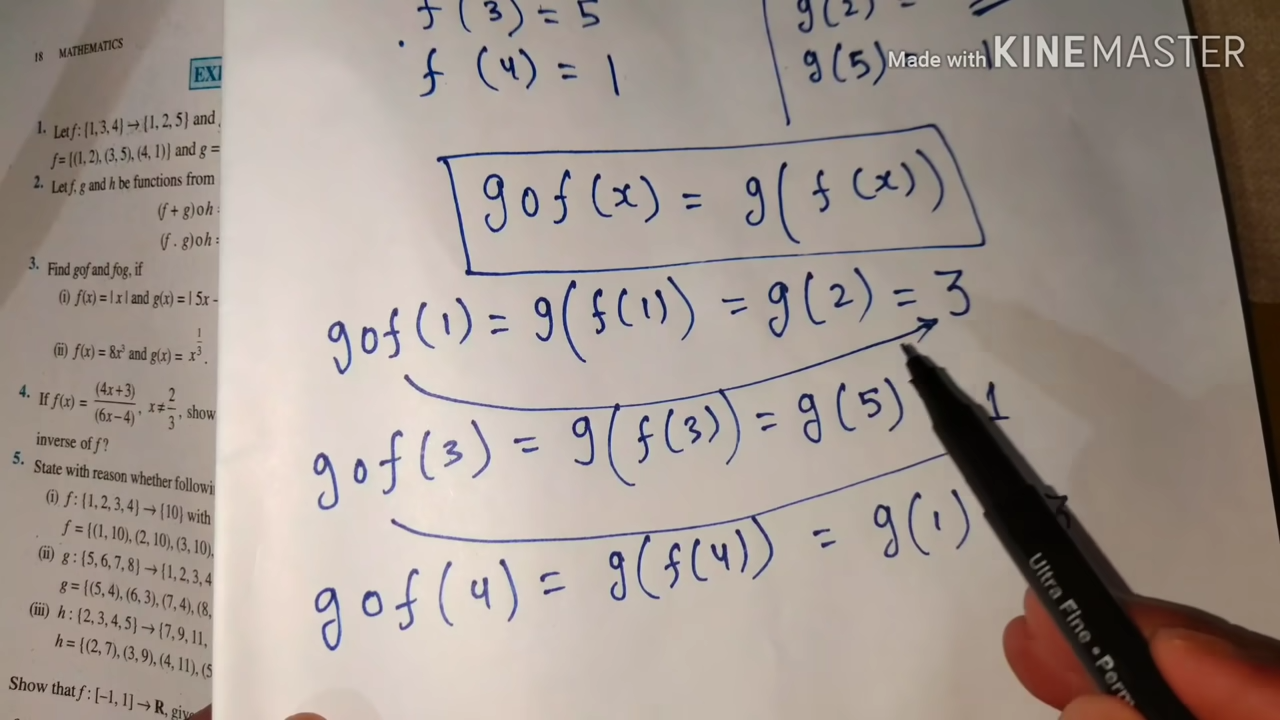 18 MATHEMATICS
EXE
1. Let f : {1,3,4} → {1, 2, 5} and
f = {(1, 2), (3, 5), (4, 1)} and g =
2. Let f, g and h be functions from
(f + g)oh
(f . g)oh
3. Find gof and fog, if
(i) f(x) = | x | and g(x) = | 5x –
(ii) f(x) = 8x³ and g(x) = x^(1/3).
4. If f(x) = (4x+3)/(6x–4), x ≠ 2/3, show
inverse of f?
5. State with reason whether followi
(i) f : {1, 2, 3, 4} → {10} with
f = {(1, 10), (2, 10), (3, 10),
(ii) g : {5, 6, 7, 8} → {1, 2, 3, 4
g = {(5, 4), (6, 3), (7, 4), (8,
(iii) h : {2, 3, 4, 5} → {7, 9, 11,
h = {(2, 7), (3, 9), (4, 11), (5
Show that f : [–1, 1] → R, give
f(3) = 5
f(4) = 1
g(2) =
g(5) =
Made with KINEMASTER
gof(x) = g(f(x))
gof(1) = g(f(1)) = g(2) = 3
gof(3) = g(f(3)) = g(5) 1
gof(4) = g(f(4)) = g(1)
Ultra Fine • Perm